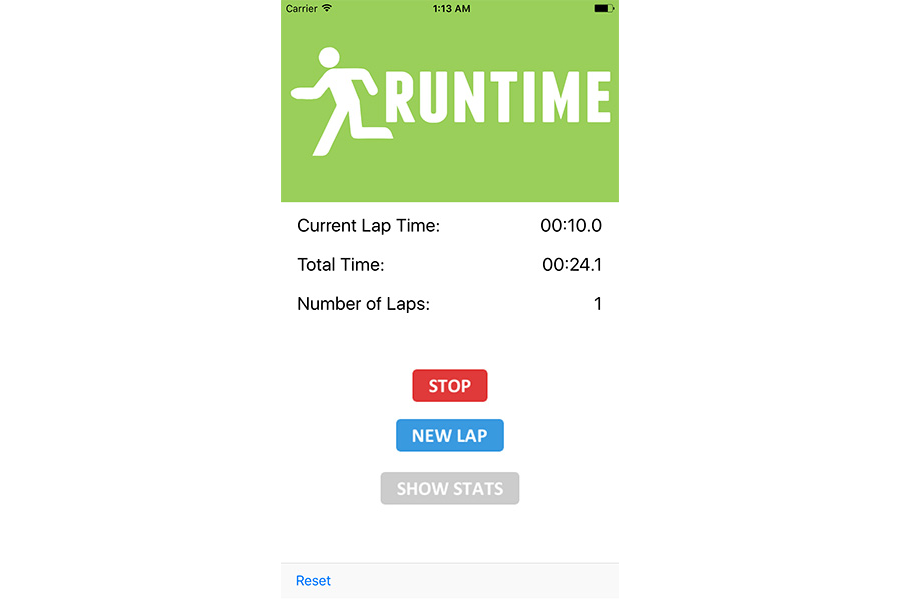 Carrier 1:13 AM
RUNTIME
Current Lap Time: 00:10.0
Total Time: 00:24.1
Number of Laps: 1
STOP
NEW LAP
SHOW STATS
Reset